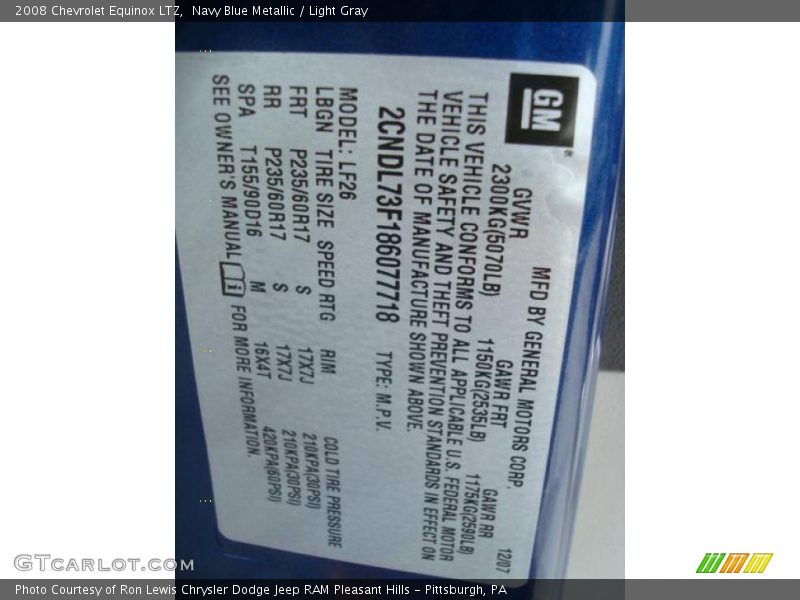 2008 Chevrolet Equinox LTZ, Navy Blue Metallic / Light Gray
GM
MFD BY GENERAL MOTORS CORP. 12/07
GVWR GAWR FRT GAWR RR
2300KG(5070LB) 1150KG(2535LB) 1175KG(2590LB)
THIS VEHICLE CONFORMS TO ALL APPLICABLE U.S. FEDERAL MOTOR
VEHICLE SAFETY AND THEFT PREVENTION STANDARDS IN EFFECT ON
THE DATE OF MANUFACTURE SHOWN ABOVE.
2CNDL73F186077718 TYPE: M.P.V.
MODEL: LF26
LBGN TIRE SIZE SPEED RTG RIM COLD TIRE PRESSURE
FRT P235/60R17 S 17X7J 210KPA(30PSI)
RR P235/60R17 S 17X7J 210KPA(30PSI)
SPA T155/90D16 M 16X4T 420KPA(60PSI)
SEE OWNER'S MANUAL FOR MORE INFORMATION.
GTcarlot.com
Photo Courtesy of Ron Lewis Chrysler Dodge Jeep RAM Pleasant Hills - Pittsburgh, PA